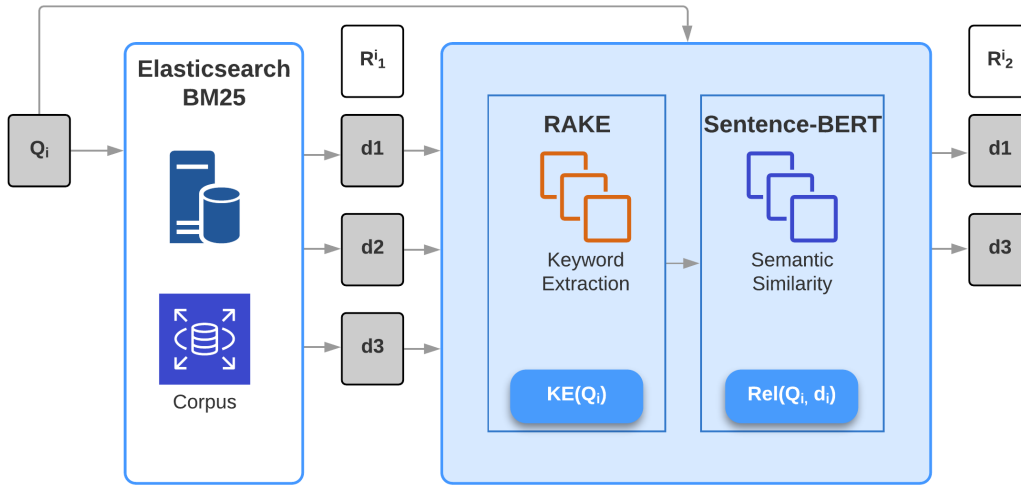 Elasticsearch
BM25
Qᵢ
Corpus
Rⁱ₁
d1
d2
d3
RAKE
Keyword
Extraction
KE(Qᵢ)
Sentence-BERT
Semantic
Similarity
Rel(Qᵢ, dᵢ)
Rⁱ₂
d1
d3